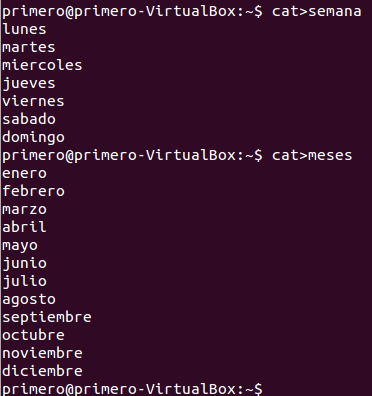 primero@primero-VirtualBox:~$ cat>semana
lunes
martes
miercoles
jueves
viernes
sabado
domingo
primero@primero-VirtualBox:~$ cat>meses
enero
febrero
marzo
abril
mayo
junio
julio
agosto
septiembre
octubre
noviembre
diciembre
primero@primero-VirtualBox:~$